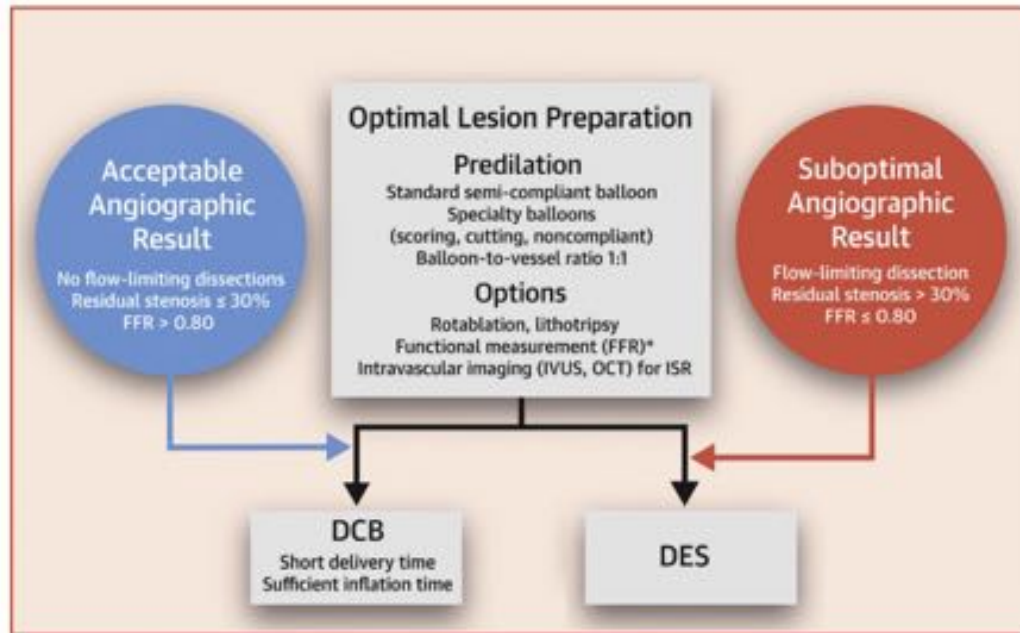 Acceptable
Angiographic
Result
No flow-limiting dissections
Residual stenosis ≤ 30%
FFR > 0.80
Optimal Lesion Preparation
Predilation
Standard semi-compliant balloon
Specialty balloons
(scoring, cutting, noncompliant)
Balloon-to-vessel ratio 1:1
Options
Rotablation, lithotripsy
Functional measurement (FFR)*
Intravascular imaging (IVUS, OCT) for ISR
Suboptimal
Angiographic
Result
Flow-limiting dissection
Residual stenosis > 30%
FFR ≤ 0.80
DCB
Short delivery time
Sufficient inflation time
DES